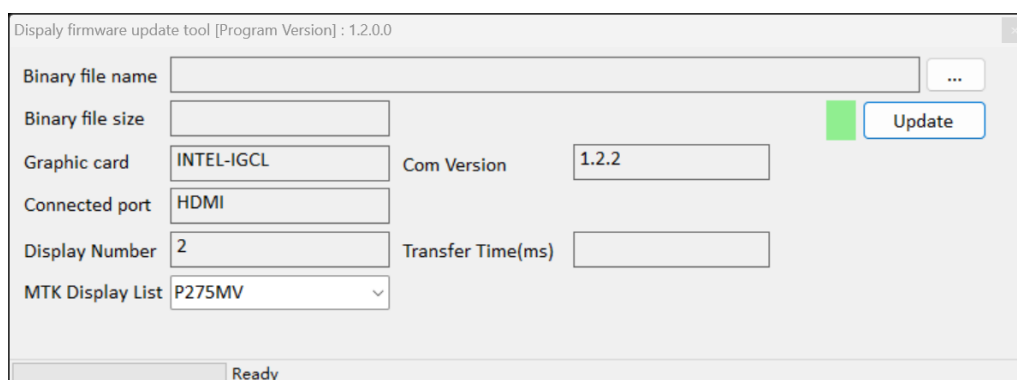 Dispaly firmware update tool [Program Version] : 1.2.0.0
Binary file name ...
Binary file size Update
Graphic card INTEL-IGCL Com Version 1.2.2
Connected port HDMI
Display Number 2 Transfer Time(ms)
MTK Display List P275MV
Ready